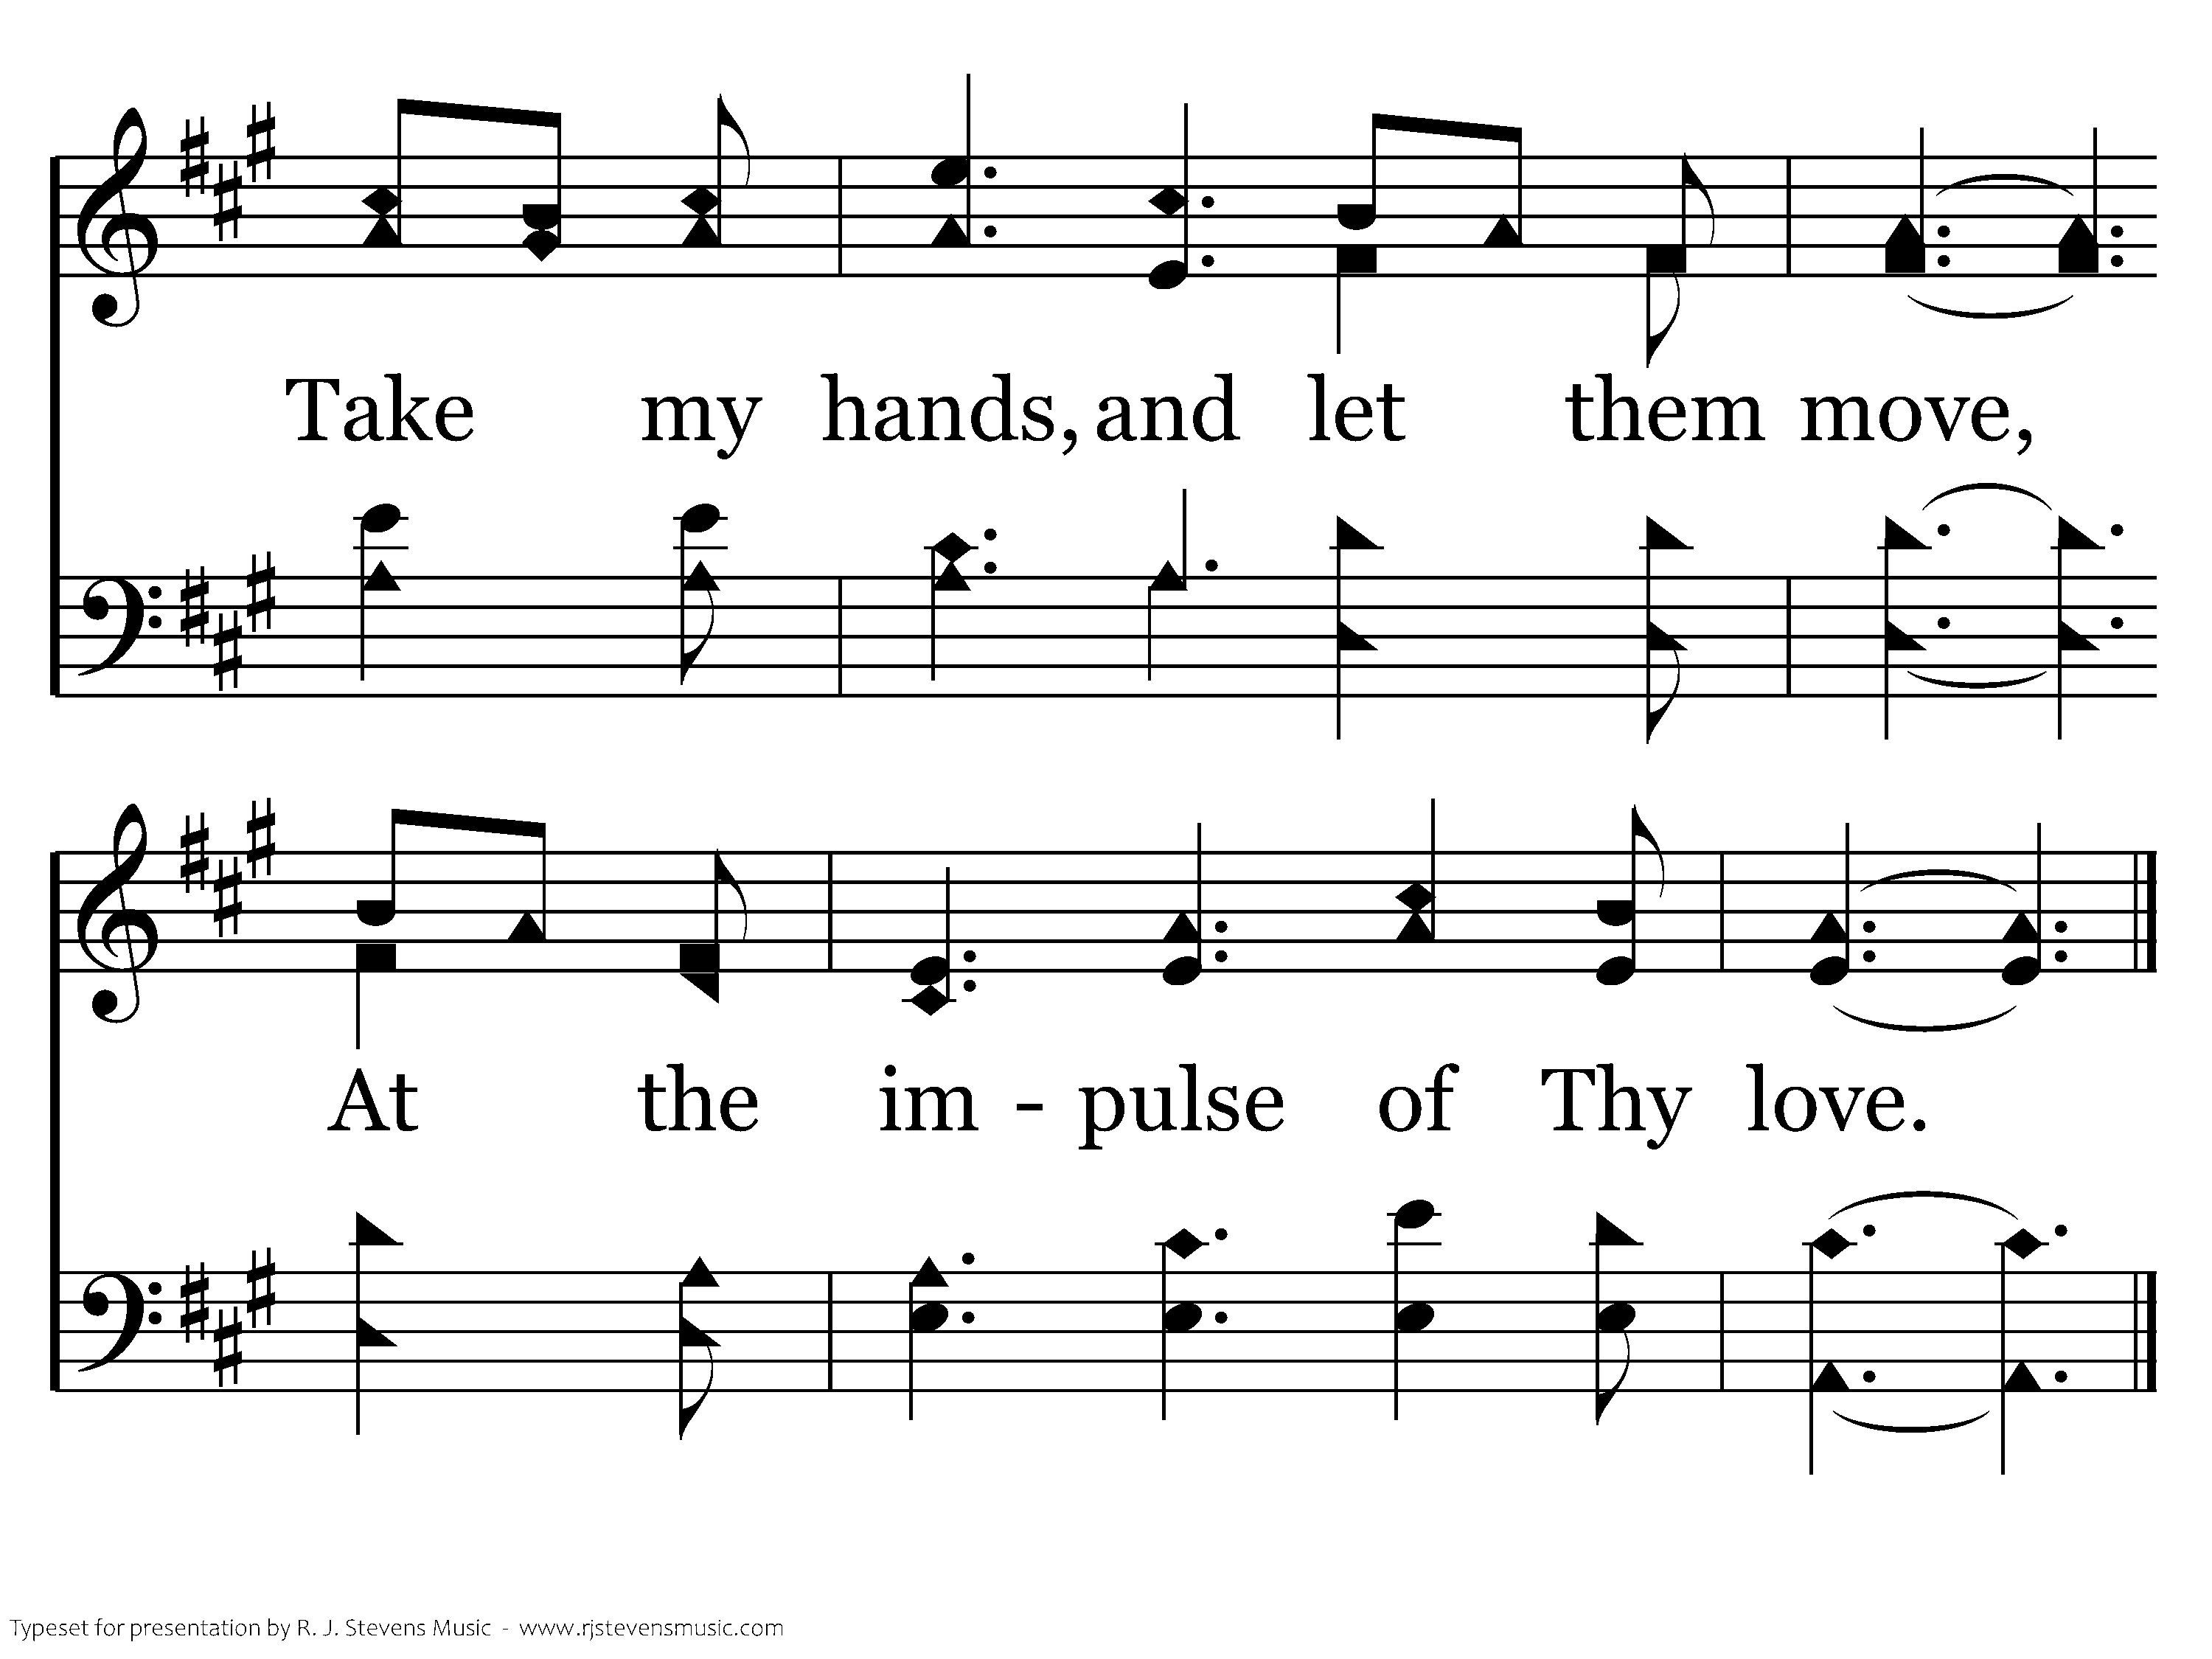 Take my hands, and let them move,
At the im - pulse of Thy love.
Typeset for presentation by R. J. Stevens Music - www.rjstevensmusic.com